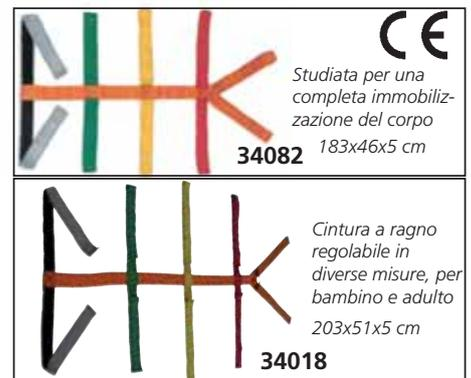 CE
Studiata per una
completa immobiliz-
zazione del corpo
34082 183x46x5 cm
Cintura a ragno
regolabile in
diverse misure, per
bambino e adulto
203x51x5 cm
34018